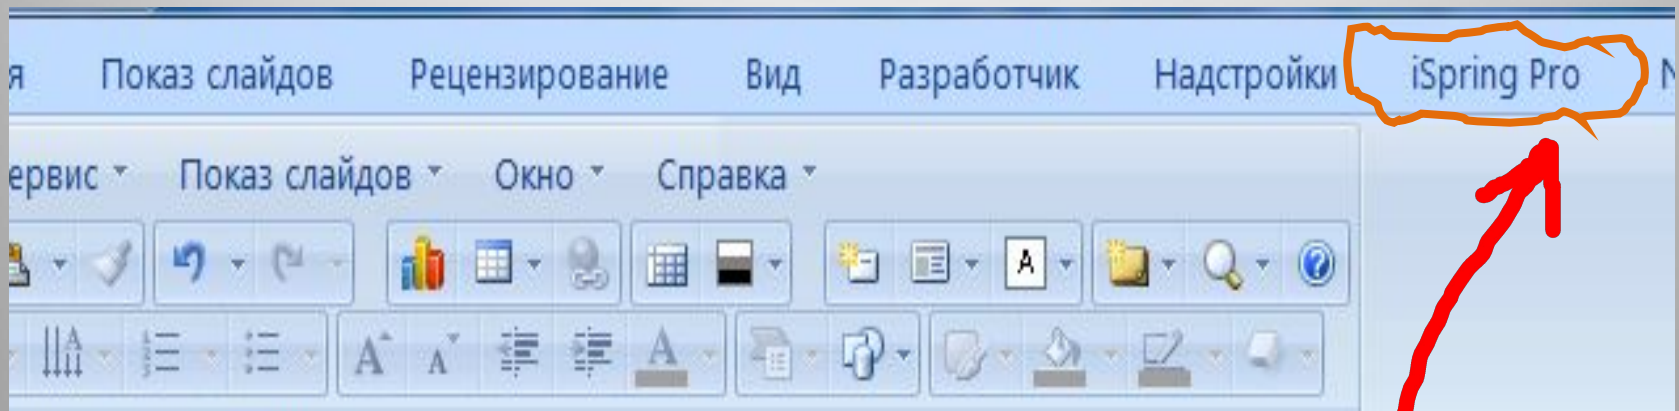 я Показ слайдов Рецензирование Вид Разработчик Надстройки iSpring Pro
ервис Показ слайдов Окно Справка
A
A A A A